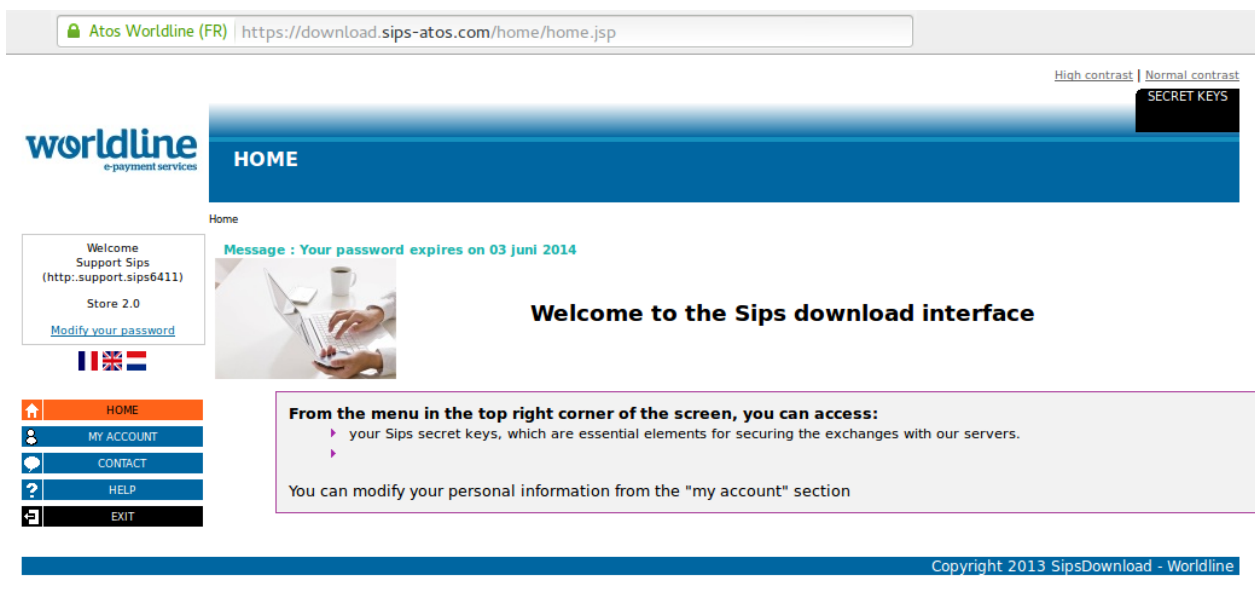 Atos Worldline (FR) https://download.sips-atos.com/home/home.jsp
High contrast | Normal contrast
SECRET KEYS
worldline
e-payment services
HOME
Home
Welcome
Support Sips
(http:.support.sips6411)
Store 2.0
Modify your password
Message : Your password expires on 03 juni 2014
Welcome to the Sips download interface
HOME
MY ACCOUNT
CONTACT
HELP
EXIT
From the menu in the top right corner of the screen, you can access:
your Sips secret keys, which are essential elements for securing the exchanges with our servers.
You can modify your personal information from the "my account" section
Copyright 2013 SipsDownload - Worldline